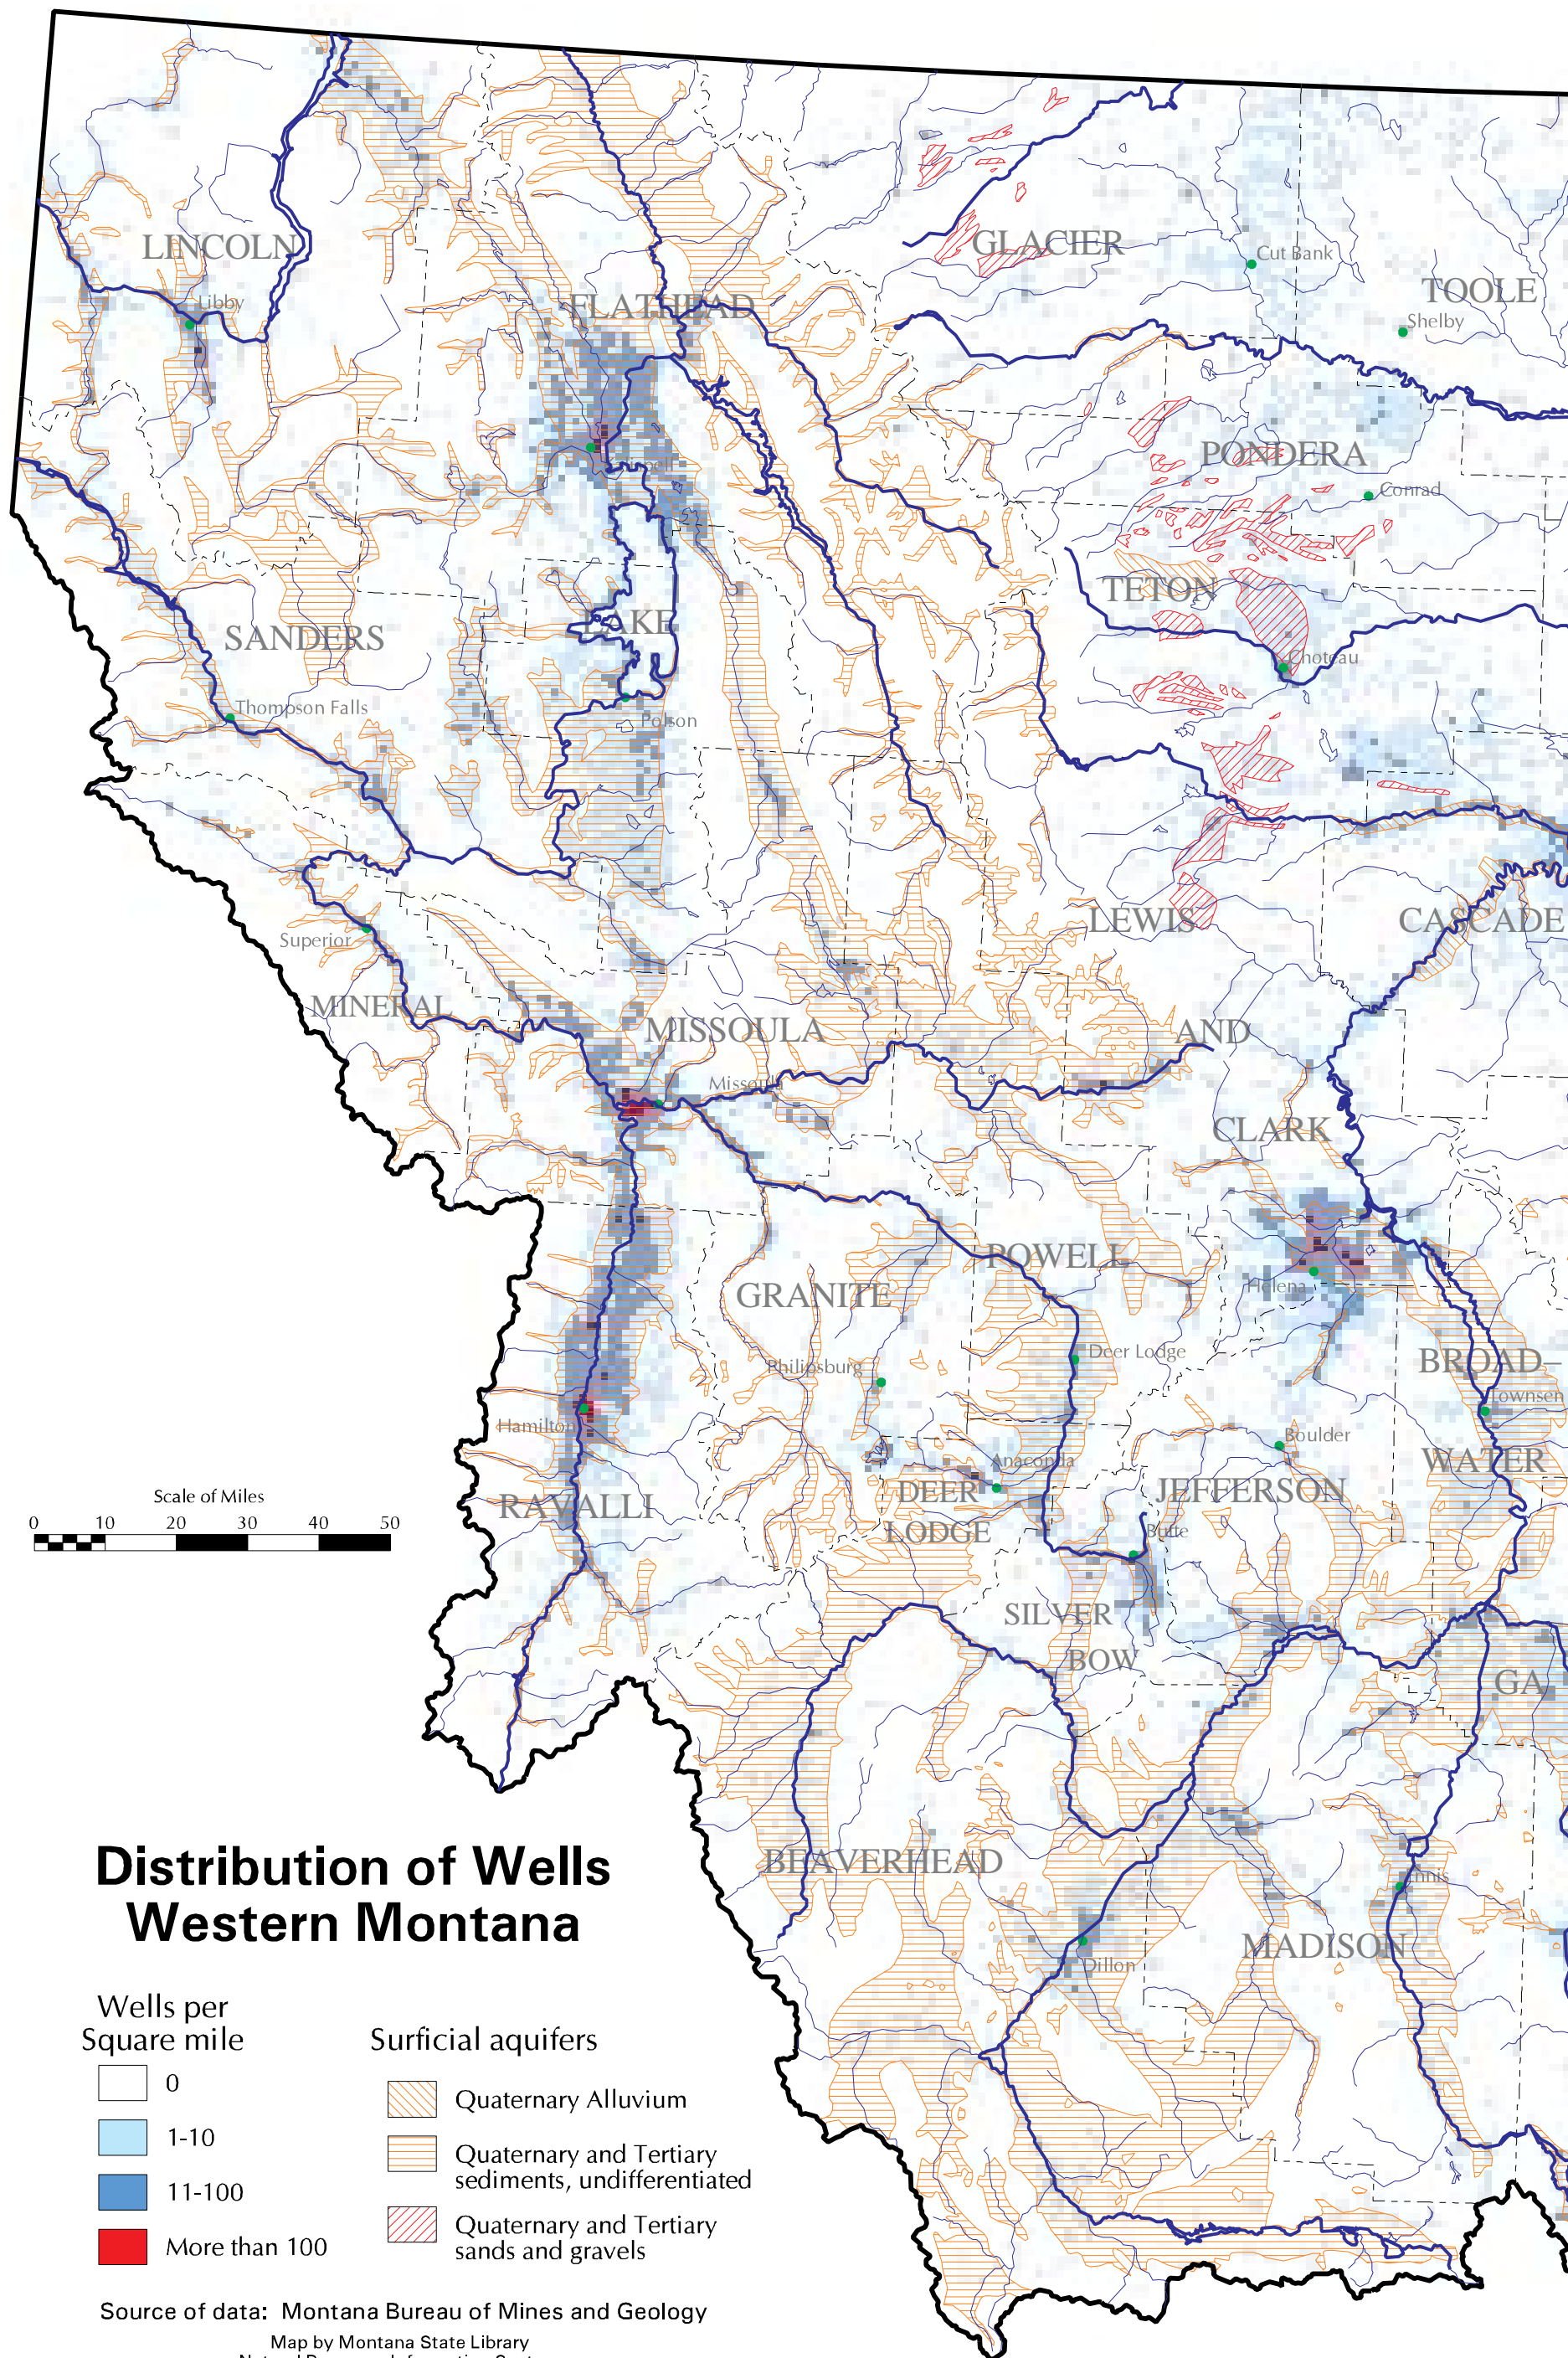 LINCOLN
GLACIER
Cut Bank
TOOLE
Libby
FLATHEAD
Shelby
PONDERA
Conrad
TETON
LAKE
SANDERS
Choteau
Thompson Falls
Polson
LEWIS
CASCADE
Superior
MINERAL
MISSOULA
AND
Missoula
CLARK
POWELL
Helena
GRANITE
Deer Lodge
BROAD–
Philipsburg
Townsen
Hamilton
Boulder
Anaconda
WATER
DEER
JEFFERSON
RAVALLI
LODGE
Butte
Scale of Miles
0 10 20 30 40 50
SILVER
BOW
GA
BEAVERHEAD
Ennis
MADISON
Dillon
Distribution of Wells
Western Montana
Wells per
Square mile
0
1-10
11-100
More than 100
Surficial aquifers
Quaternary Alluvium
Quaternary and Tertiary
sediments, undifferentiated
Quaternary and Tertiary
sands and gravels
Source of data: Montana Bureau of Mines and Geology
Map by Montana State Library